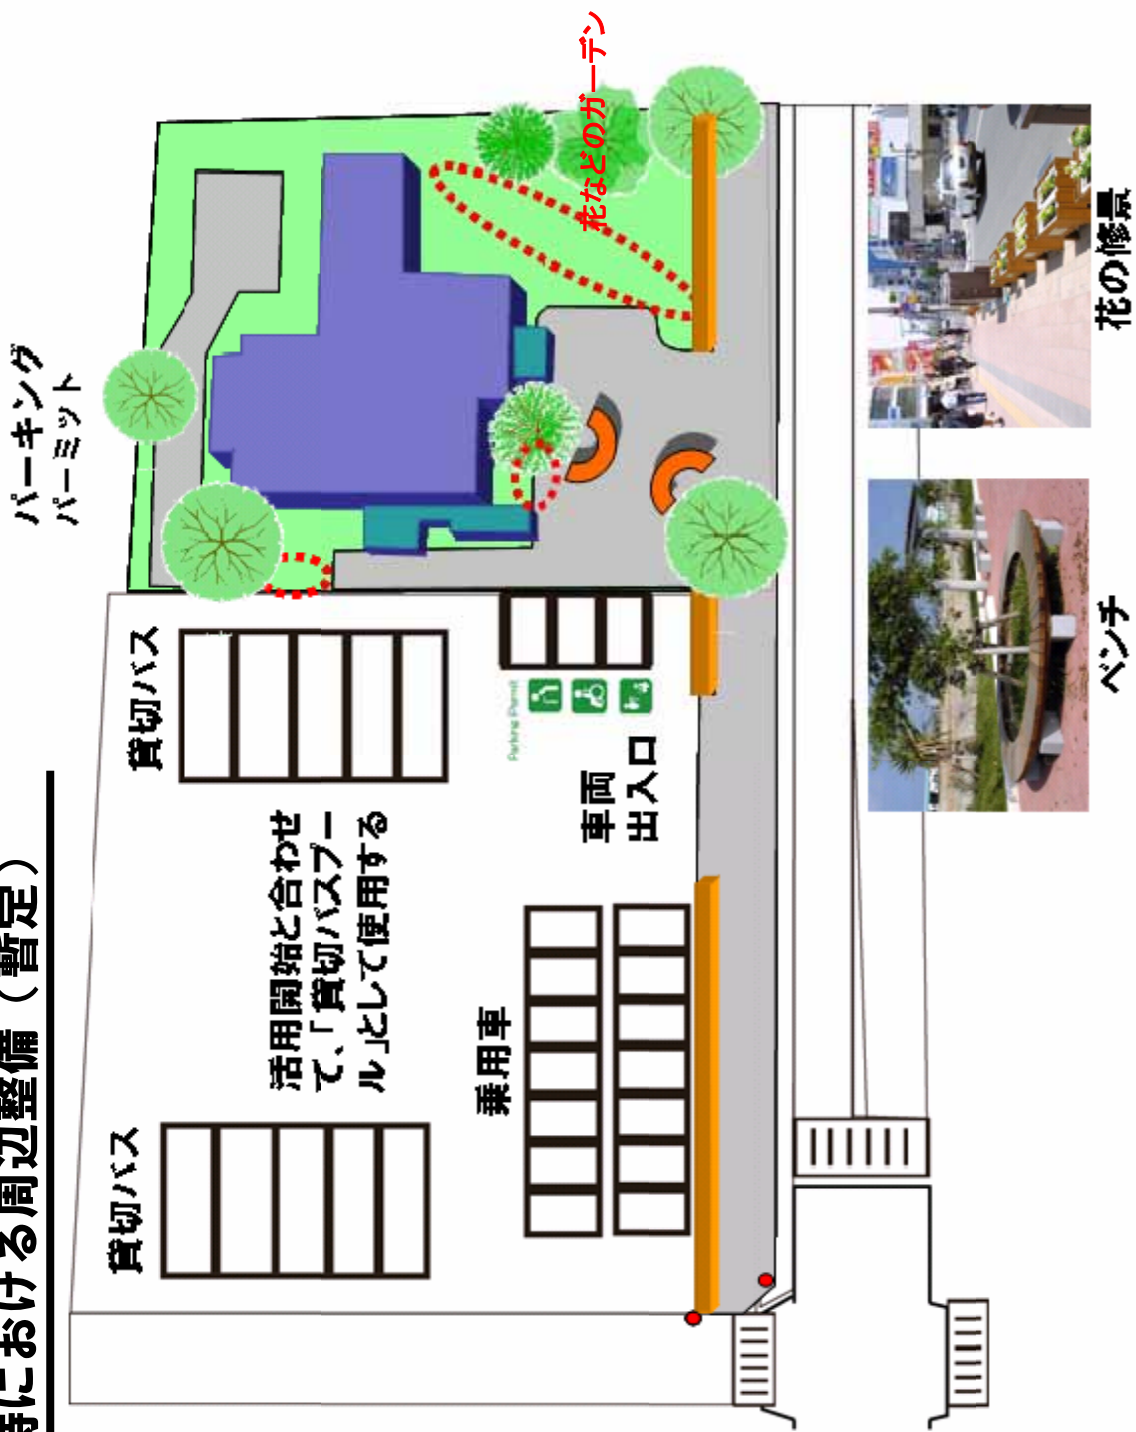 時における周辺整備（暫定）
貸切バス
貸切バス
パーキング
パーミット
活用開始と合わせ
て、「貸切バスプー
ル」として使用する
乗用車
Parking Permit
車両
出入口
花などのガーデン
ベンチ
花の修景